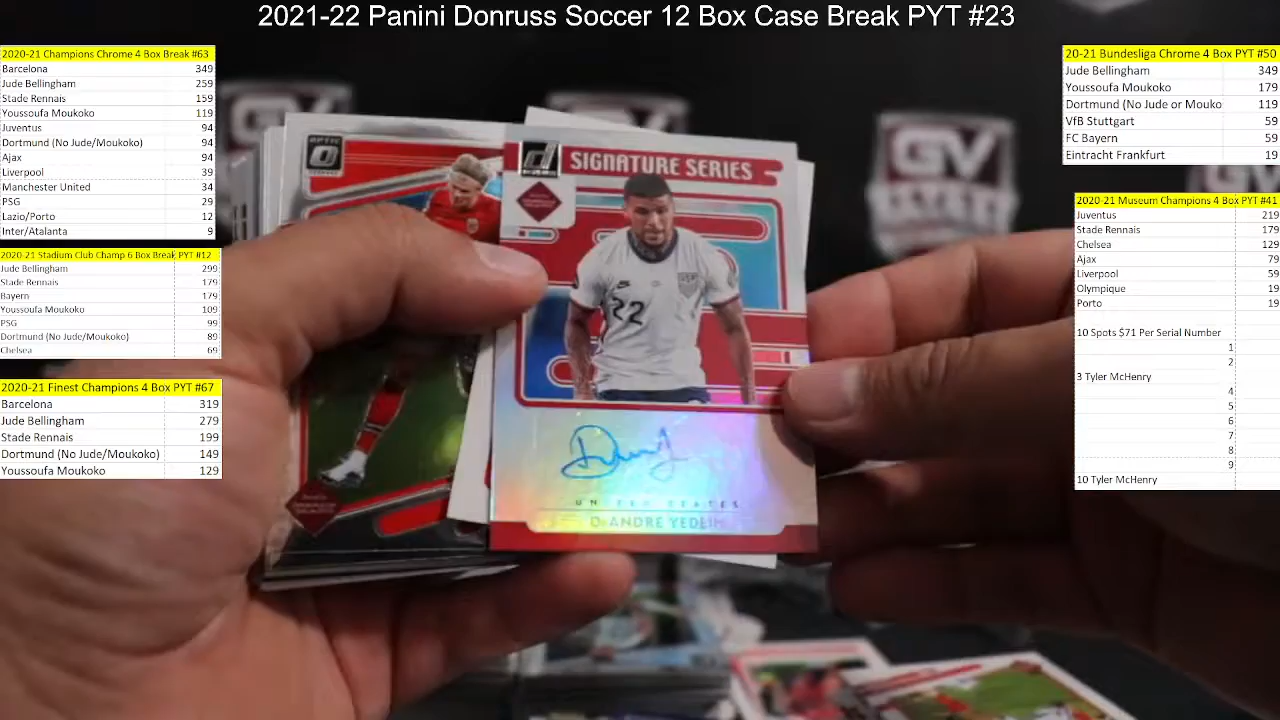 2021-22 Panini Donruss Soccer 12 Box Case Break PYT #23
2020-21 Champions Chrome 4 Box Break #63
Barcelona 349
Jude Bellingham 259
Stade Rennais 159
Youssoufa Moukoko 119
Juventus 94
Dortmund (No Jude/Moukoko) 94
Ajax 94
Liverpool 39
Manchester United 34
PSG 29
Lazio/Porto 12
Inter/Atalanta 9
2020-21 Stadium Club Champ 6 Box Break PYT #12
Jude Bellingham 299
Stade Rennais 179
Bayern 179
Youssoufa Moukoko 109
PSG 99
Dortmund (No Jude/Moukoko) 89
Chelsea 69
2020-21 Finest Champions 4 Box PYT #67
Barcelona 319
Jude Bellingham 279
Stade Rennais 199
Dortmund (No Jude/Moukoko) 149
Youssoufa Moukoko 129
OPTIC
SIGNATURE SERIES
22
UNITED STATES
DEANDRE YEDLIN
GV
20-21 Bundesliga Chrome 4 Box PYT #50
Jude Bellingham 349
Youssoufa Moukoko 179
Dortmund (No Jude or Mouko 119
VfB Stuttgart 59
FC Bayern 59
Eintracht Frankfurt 19
2020-21 Museum Champions 4 Box PYT #41
Juventus 219
Stade Rennais 179
Chelsea 129
Ajax 79
Liverpool 59
Olympique 19
Porto 19
10 Spots $71 Per Serial Number
1
2
3 Tyler McHenry
4
5
6
7
8
9
10 Tyler McHenry